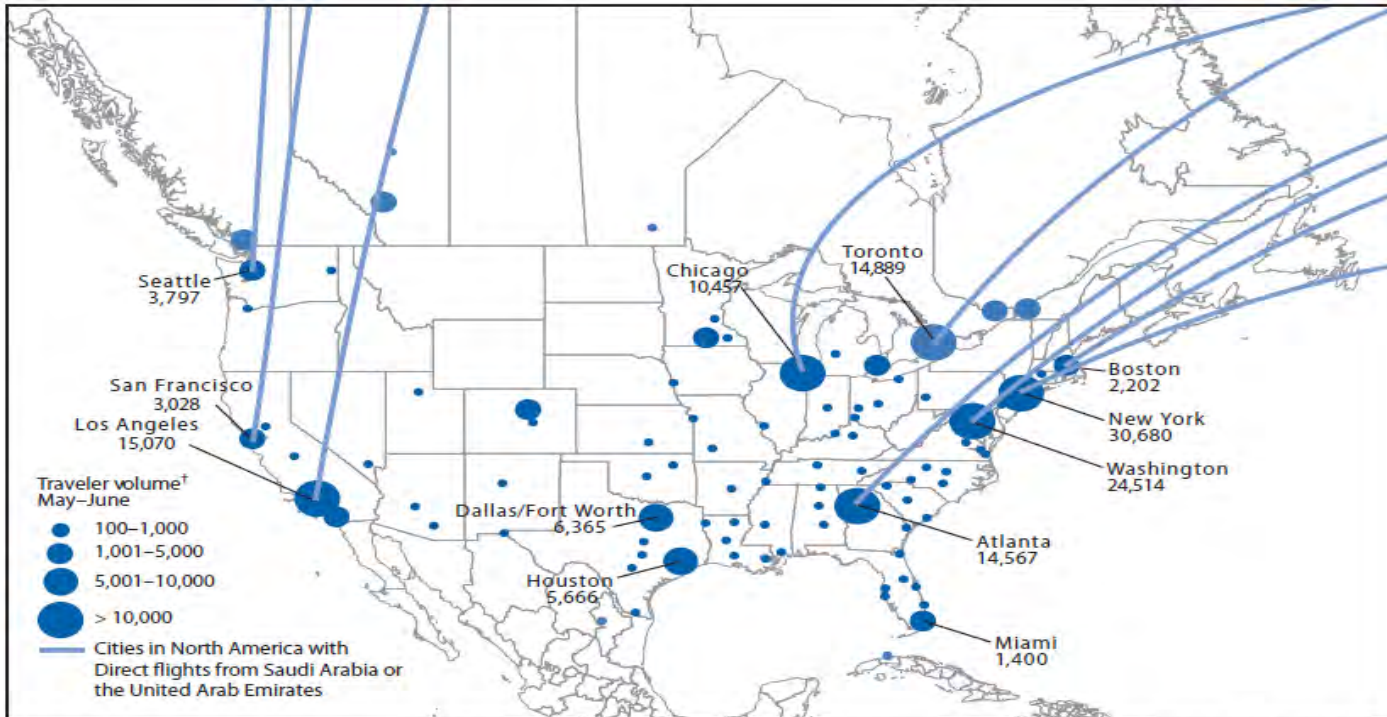 Toronto
14,889
Chicago
10,457
Seattle
3,797
Boston
2,202
San Francisco
3,028
New York
30,680
Los Angeles
15,070
Washington
24,514
Traveler volume†
May–June
100–1,000
1,001–5,000
5,001–10,000
> 10,000
Cities in North America with
Direct flights from Saudi Arabia or
the United Arab Emirates
Dallas/Fort Worth
6,365
Atlanta
14,567
Houston
5,666
Miami
1,400